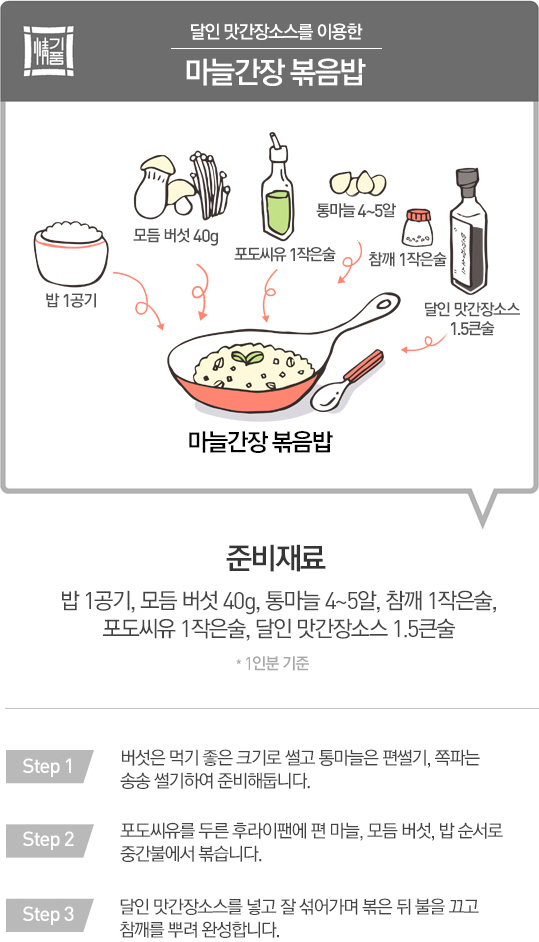 情기품
달인 맛간장소스를 이용한
마늘간장 볶음밥
모듬 버섯 40g
포도씨유 1작은술
통마늘 4~5알
참깨 1작은술
밥 1공기
달인 맛간장소스
1.5큰술
마늘간장 볶음밥
준비재료
밥 1공기, 모듬 버섯 40g, 통마늘 4~5알, 참깨 1작은술,
포도씨유 1작은술, 달인 맛간장소스 1.5큰술
* 1인분 기준
Step 1
버섯은 먹기 좋은 크기로 썰고 통마늘은 편썰기, 쪽파는
송송 썰기하여 준비해둡니다.
Step 2
포도씨유를 두른 후라이팬에 편 마늘, 모듬 버섯, 밥 순서로
중간불에서 볶습니다.
Step 3
달인 맛간장소스를 넣고 잘 섞어가며 볶은 뒤 불을 끄고
참깨를 뿌려 완성합니다.